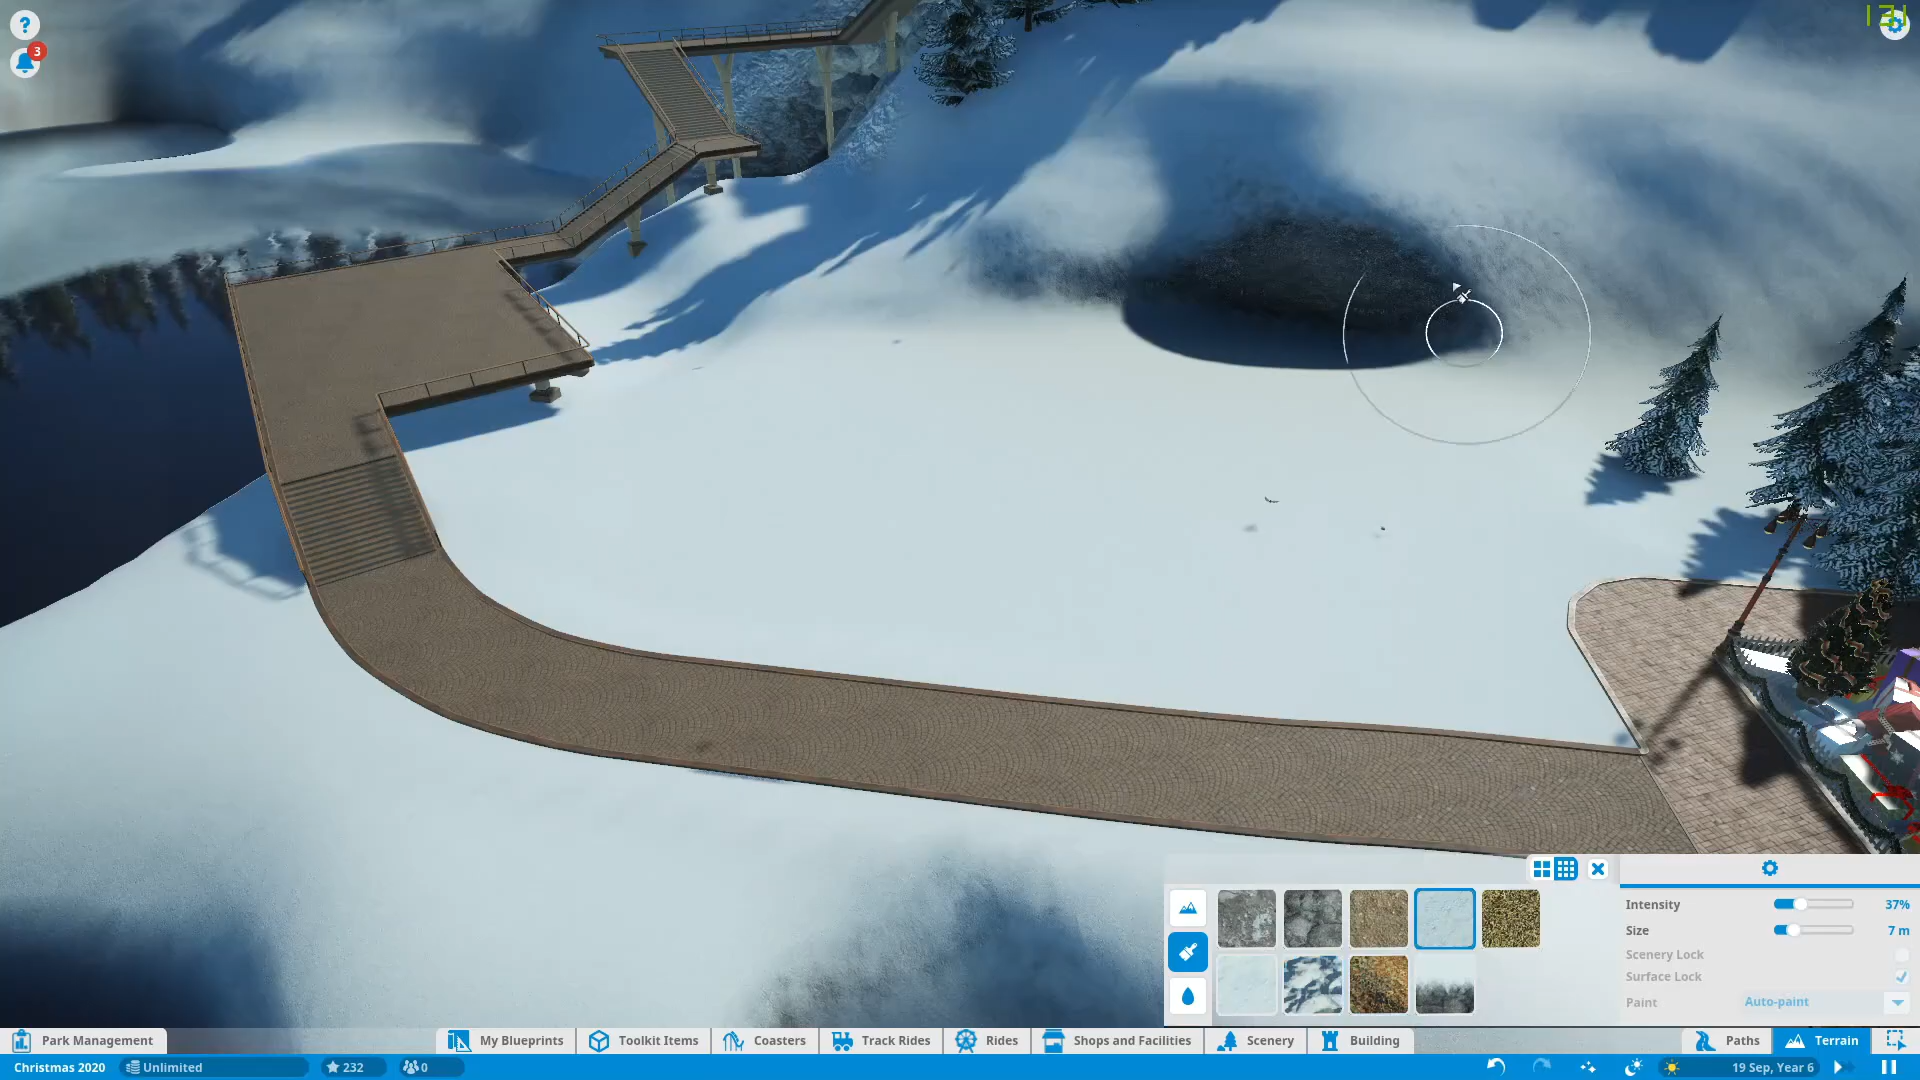 ?
3
131
Intensity 37%
Size 7 m
Scenery Lock
Surface Lock
Paint Auto-paint
Park Management
My Blueprints
Toolkit Items
Coasters
Track Rides
Rides
Shops and Facilities
Scenery
Building
Paths
Terrain
Christmas 2020
Unlimited
232
0
19 Sep, Year 6